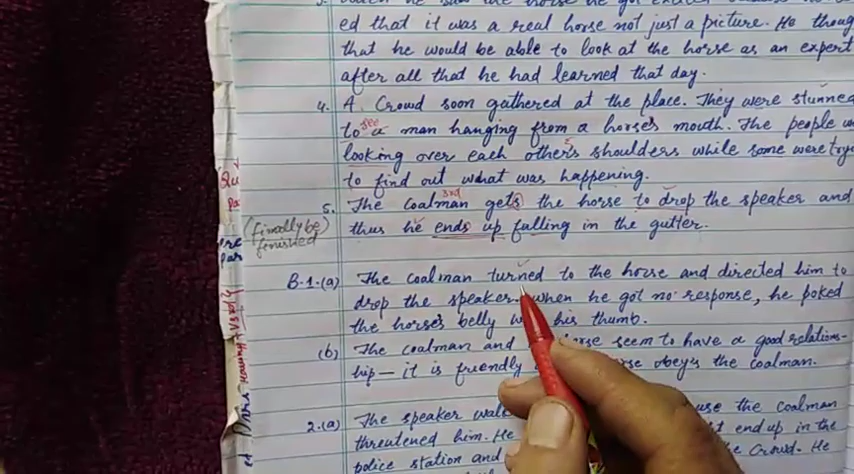 ed that it was a real horse not just a picture. He thoug
that he would be able to look at the horse as an expert
after all that he had learned that day.
4. A Crowd soon gathered at the place. They were stunned
to see a man hanging from a horse's mouth. The people w
looking over each other's shoulders while some were trye
to find out what was happening.
3rd
5. The coalman gets the horse to drop the speaker and
thus he ends up falling in the gutter.
(finally be
finished)
B.1.(a) The coalman turned to the horse and directed him to
drop the speaker. When he got no response, he poked
the horse's belly his thumb.
(b) The coalman and seem to have a good relations-
hip — it is friendly obeys the coalman.
2.(a) The speaker the coalman
threatened him. He end up in the
police station and the crowd. He